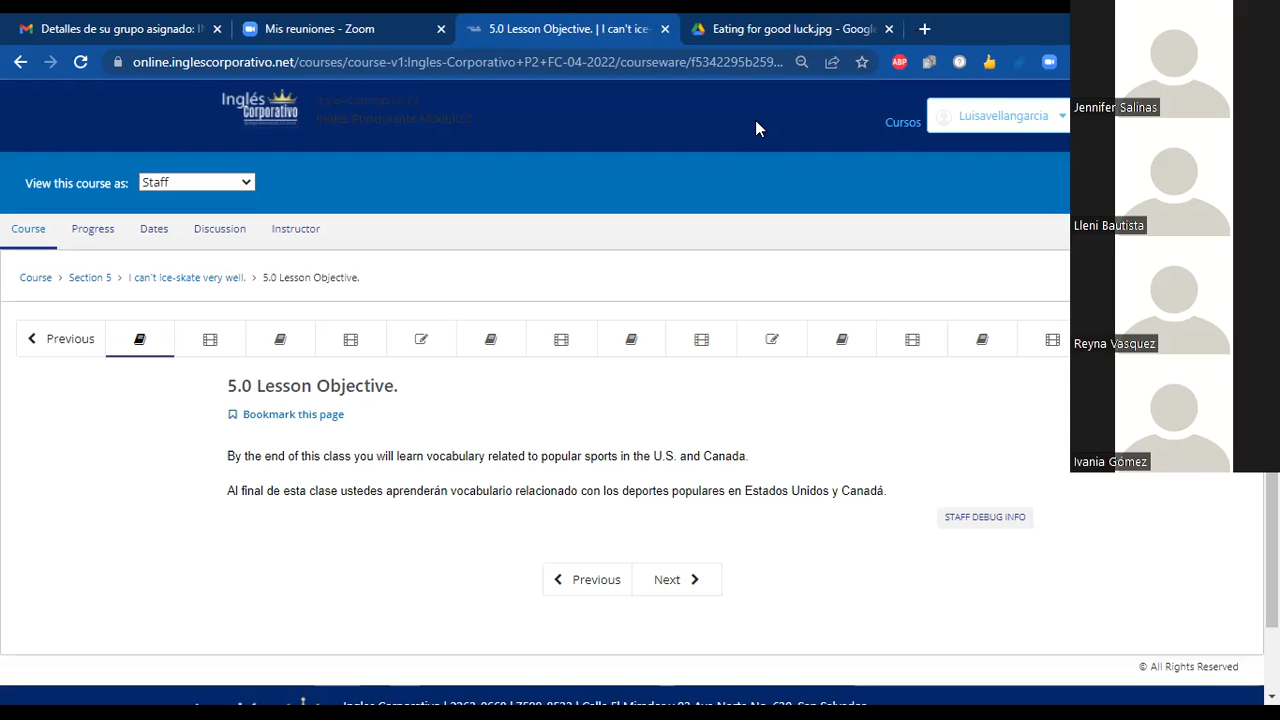 Detalles de su grupo asignado: I
Mis reuniones - Zoom
5.0 Lesson Objective. | I can't ice-
Eating for good luck.jpg - Google
online.inglescorporativo.net/courses/course-v1:Ingles-Corporativo+P2+FC-04-2022/courseware/f5342295b259...
ABP
Inglés
Corporativo
Ingles Principiante Modulo
Cursos
Luisavellangarcia
View this course as:
Staff
Course
Progress
Dates
Discussion
Instructor
Course > Section 5 > I can't ice-skate very well. > 5.0 Lesson Objective.
Previous
5.0 Lesson Objective.
Bookmark this page
By the end of this class you will learn vocabulary related to popular sports in the U.S. and Canada.
Al final de esta clase ustedes aprenderán vocabulario relacionado con los deportes populares en Estados Unidos y Canadá.
STAFF DEBUG INFO
Previous
Next
© All Rights Reserved
Jennifer Salinas
Lleni Bautista
Reyna Vasquez
Ivania Gómez